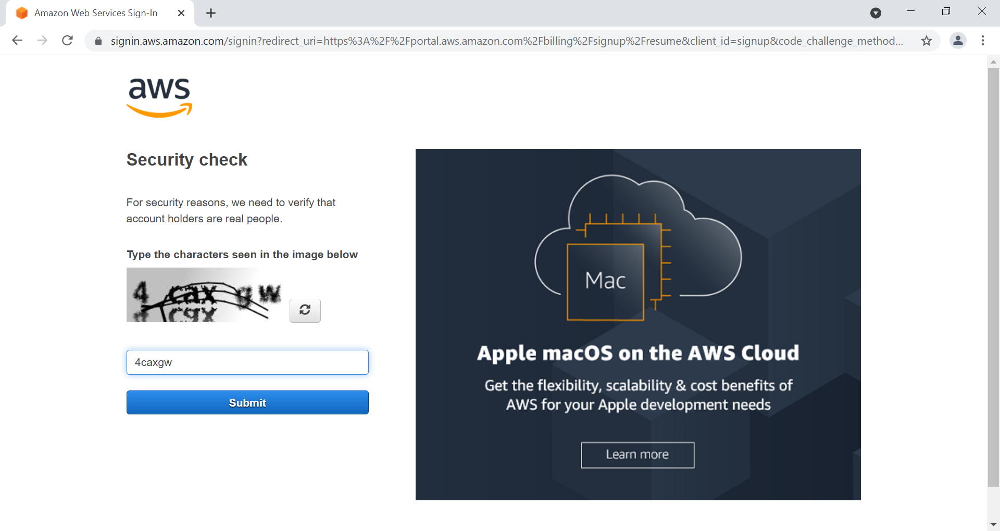 Amazon Web Services Sign-In
signin.aws.amazon.com/signin?redirect_uri=https%3A%2F%2Fportal.aws.amazon.com%2Fbilling%2Fsignup%2Fresume&client_id=signup&code_challenge_method...
aws
Security check
For security reasons, we need to verify that
account holders are real people.
Type the characters seen in the image below
4caxgw
Submit
Mac
Apple macOS on the AWS Cloud
Get the flexibility, scalability & cost benefits of
AWS for your Apple development needs
Learn more